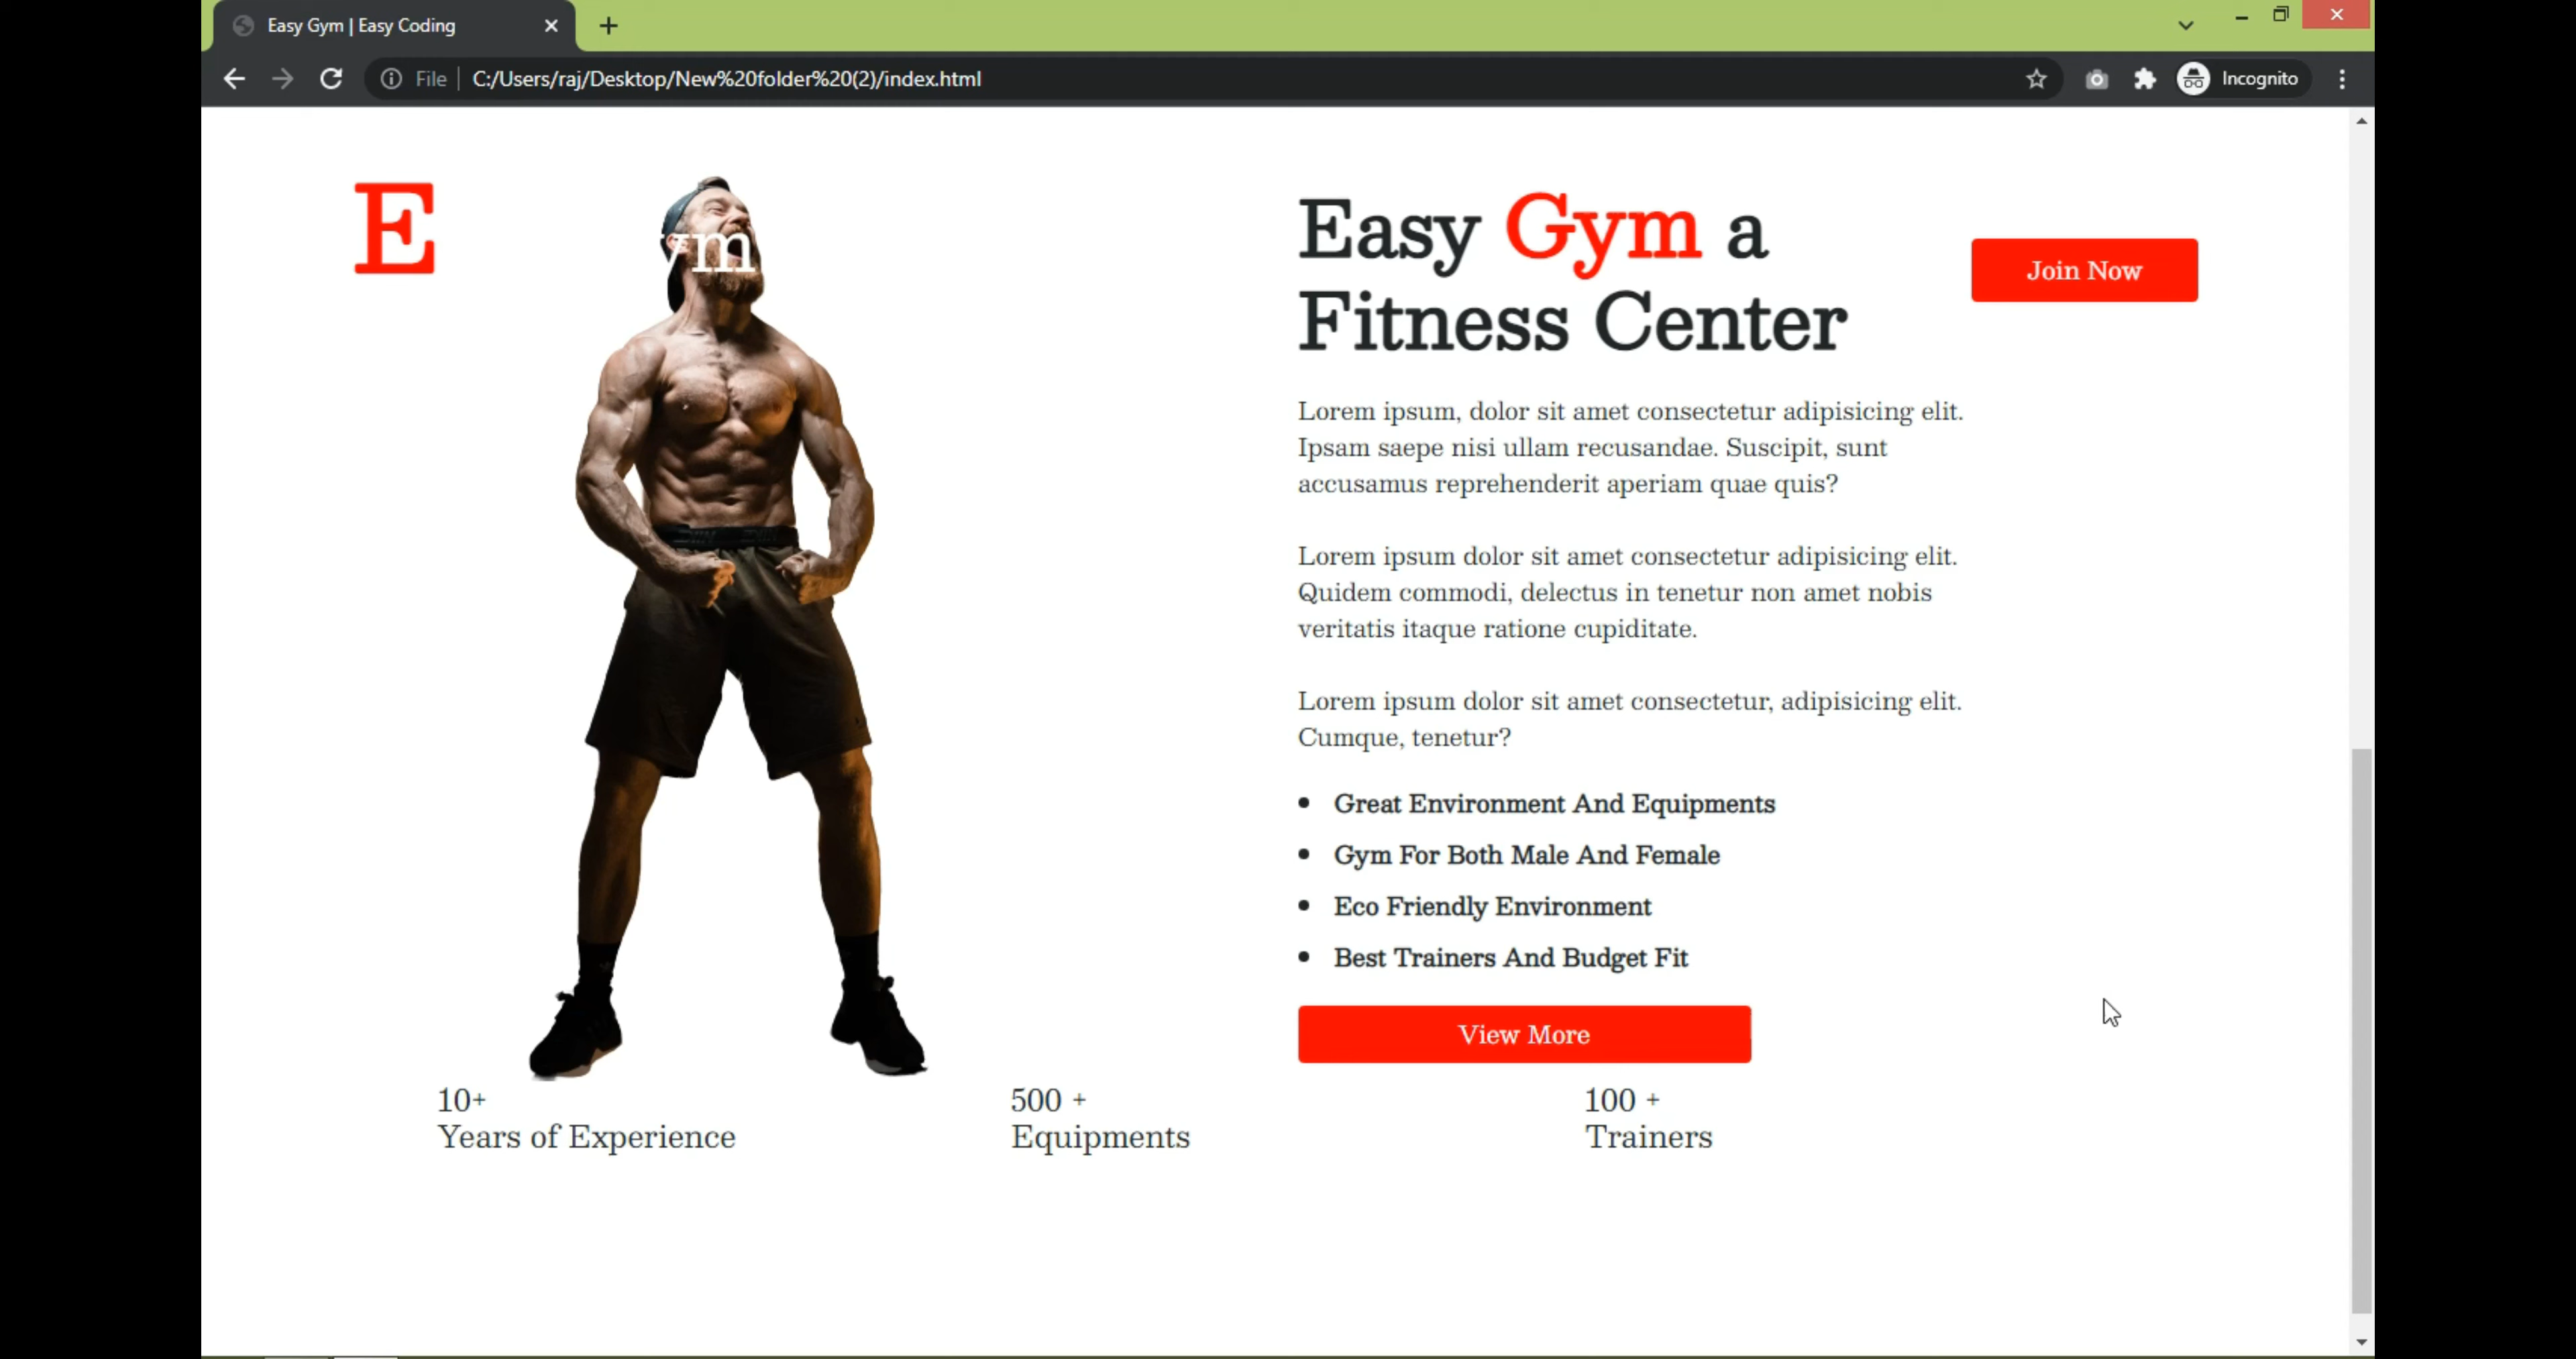 Easy Gym | Easy Coding
File
C:/Users/raj/Desktop/New%20folder%20(2)/index.html
Incognito
E
ym
Easy Gym a
Fitness Center
Join Now
Lorem ipsum, dolor sit amet consectetur adipisicing elit.
Ipsam saepe nisi ullam recusandae. Suscipit, sunt
accusamus reprehenderit aperiam quae quis?
Lorem ipsum dolor sit amet consectetur adipisicing elit.
Quidem commodi, delectus in tenetur non amet nobis
veritatis itaque ratione cupiditate.
Lorem ipsum dolor sit amet consectetur, adipisicing elit.
Cumque, tenetur?
Great Environment And Equipments
Gym For Both Male And Female
Eco Friendly Environment
Best Trainers And Budget Fit
View More
10+
Years of Experience
500 +
Equipments
100 +
Trainers